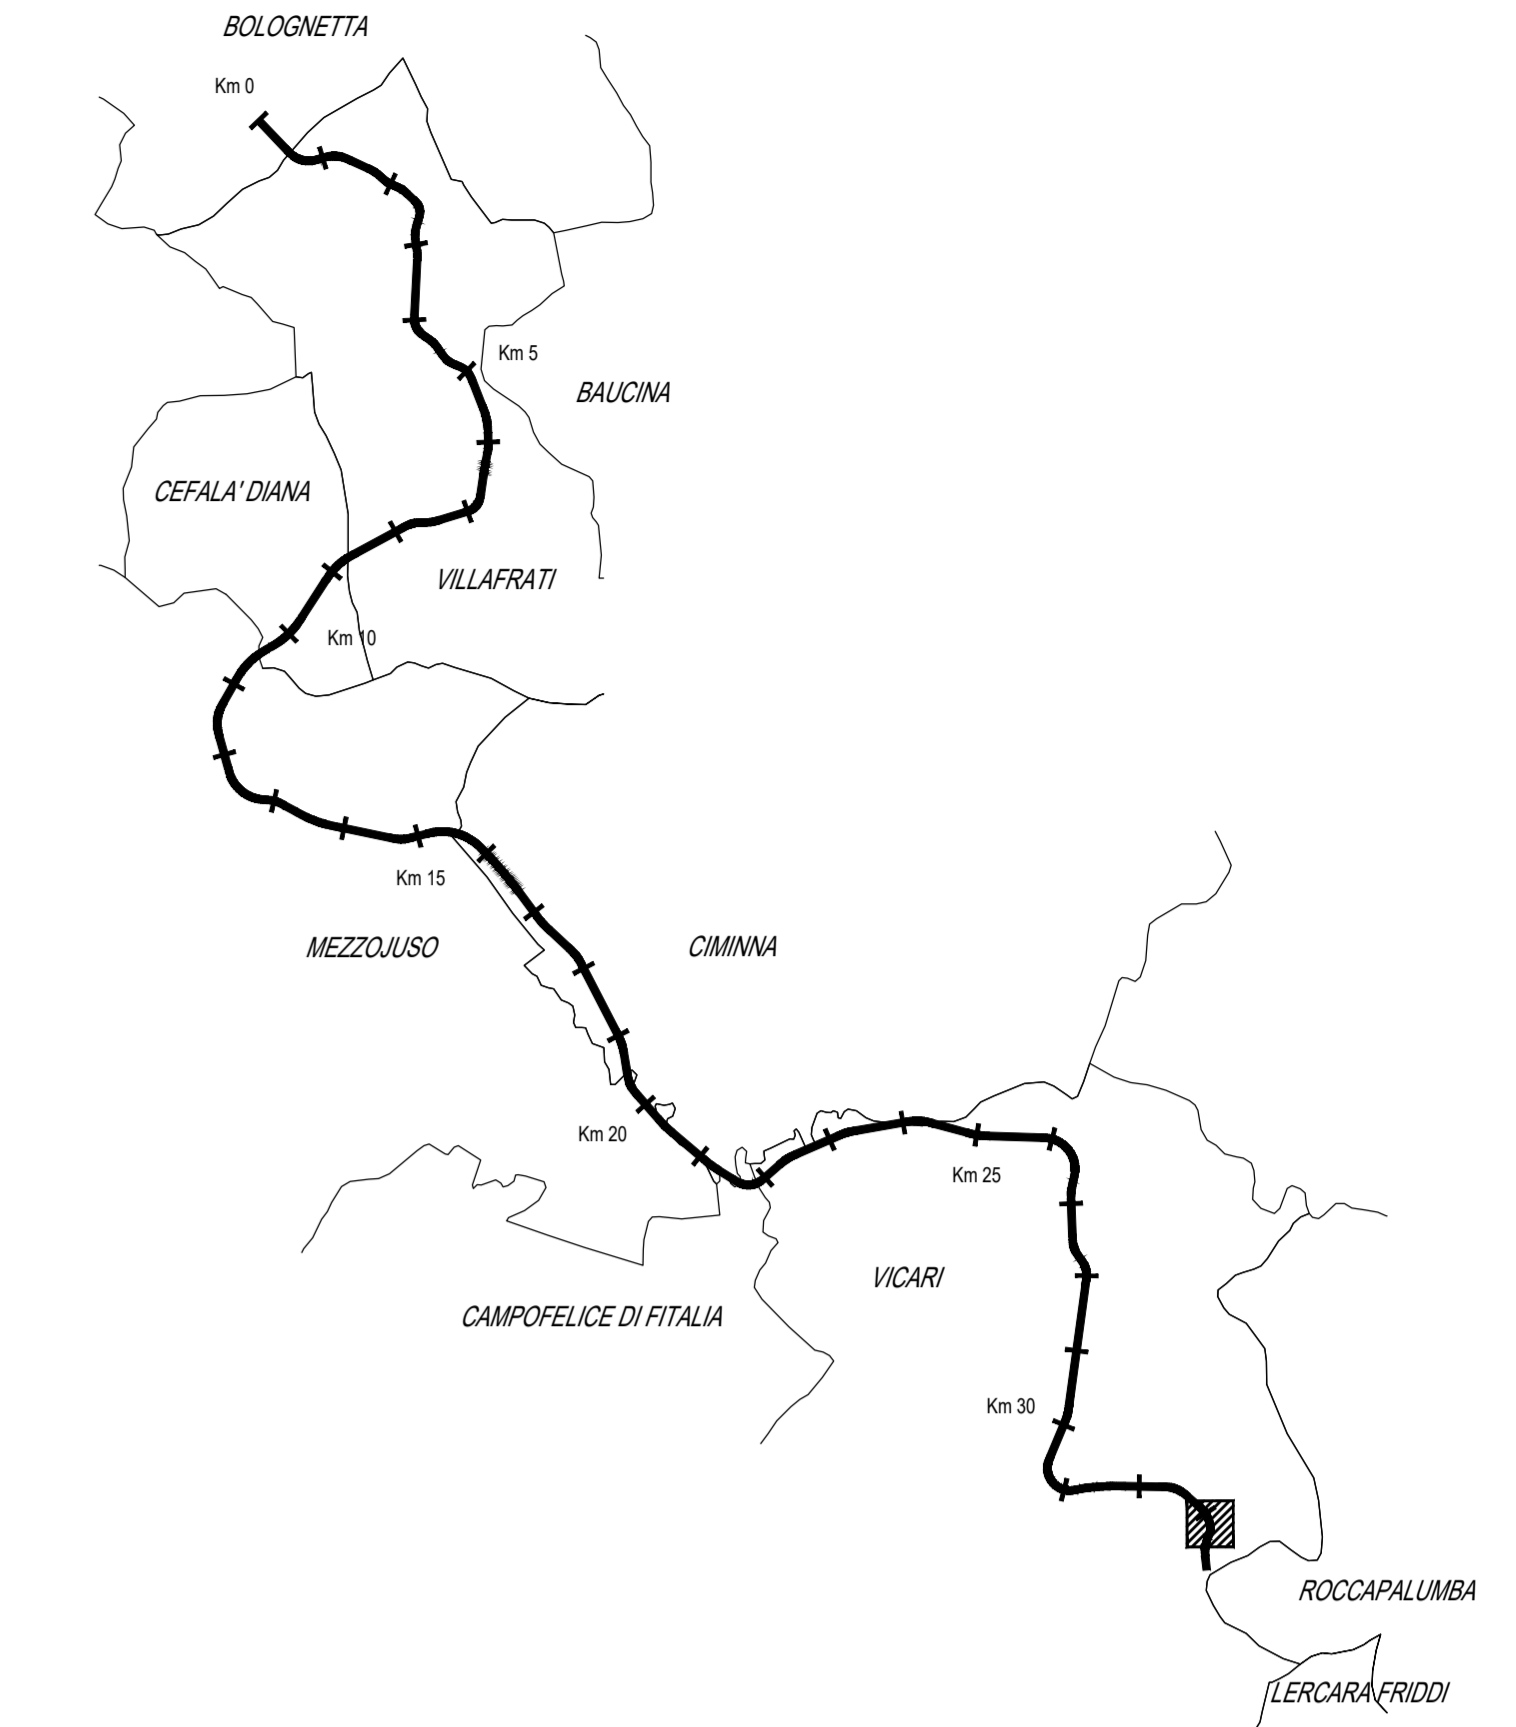 BOLOGNETTA
Km 0
Km 5
BAUCINA
CEFALA' DIANA
VILLAFRATI
Km 10
Km 15
MEZZOJUSO
CIMINNA
Km 20
Km 25
VICARI
CAMPOFELICE DI FITALIA
Km 30
ROCCAPALUMBA
LERCARA FRIDDI